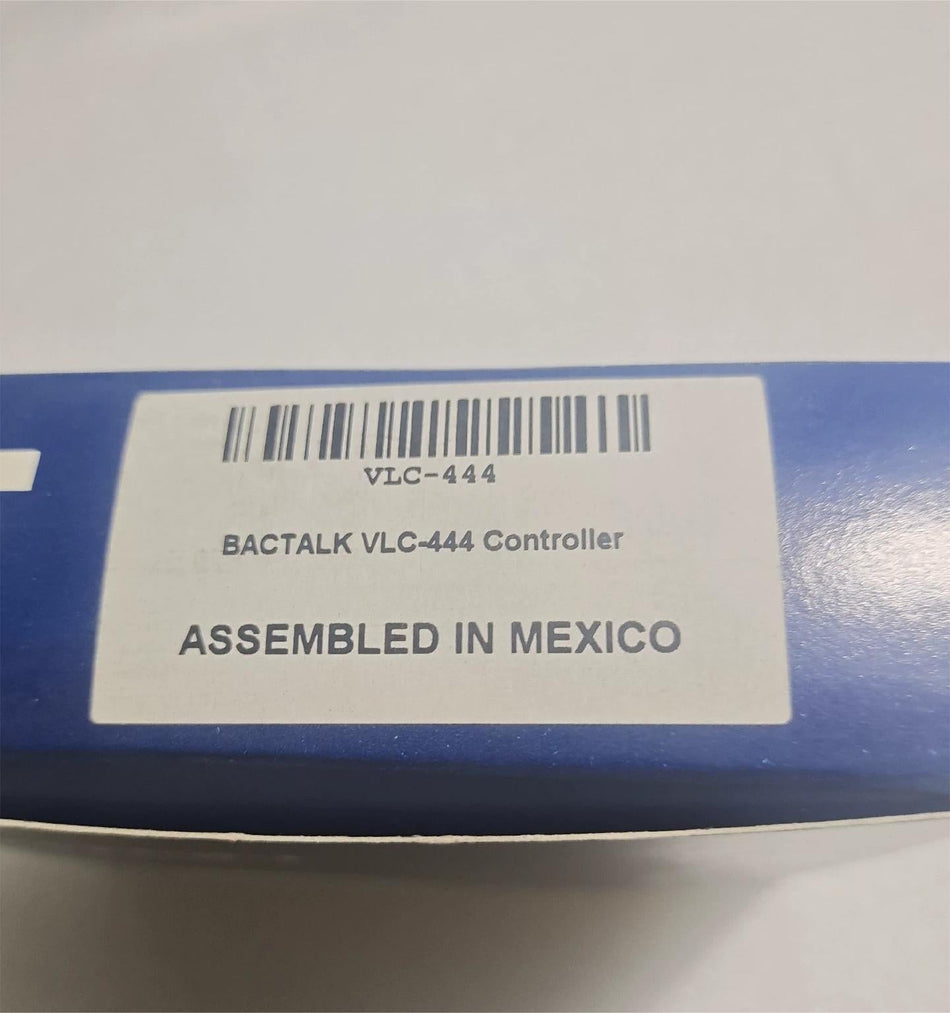 VLC-444
BACTALK VLC-444 Controller
ASSEMBLED IN MEXICO